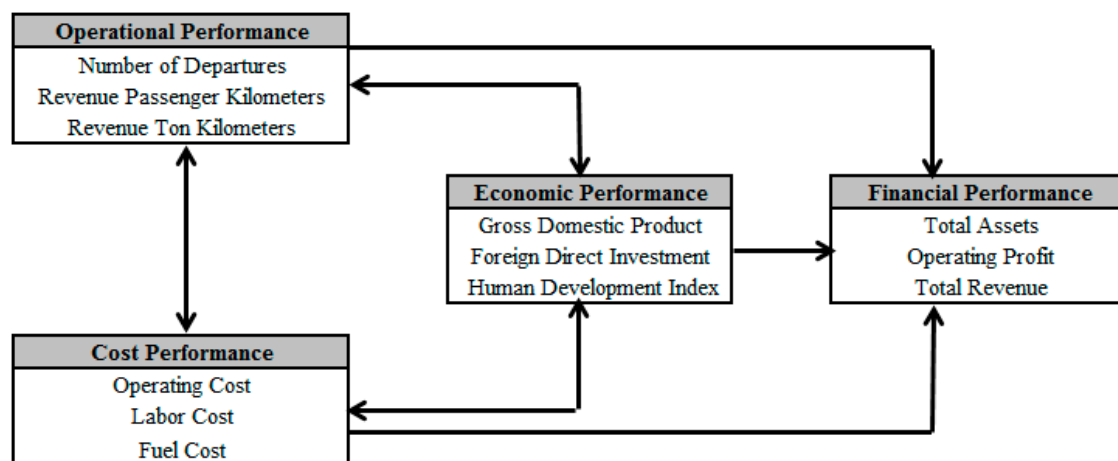 Operational Performance
Number of Departures
Revenue Passenger Kilometers
Revenue Ton Kilometers
Economic Performance
Gross Domestic Product
Foreign Direct Investment
Human Development Index
Financial Performance
Total Assets
Operating Profit
Total Revenue
Cost Performance
Operating Cost
Labor Cost
Fuel Cost